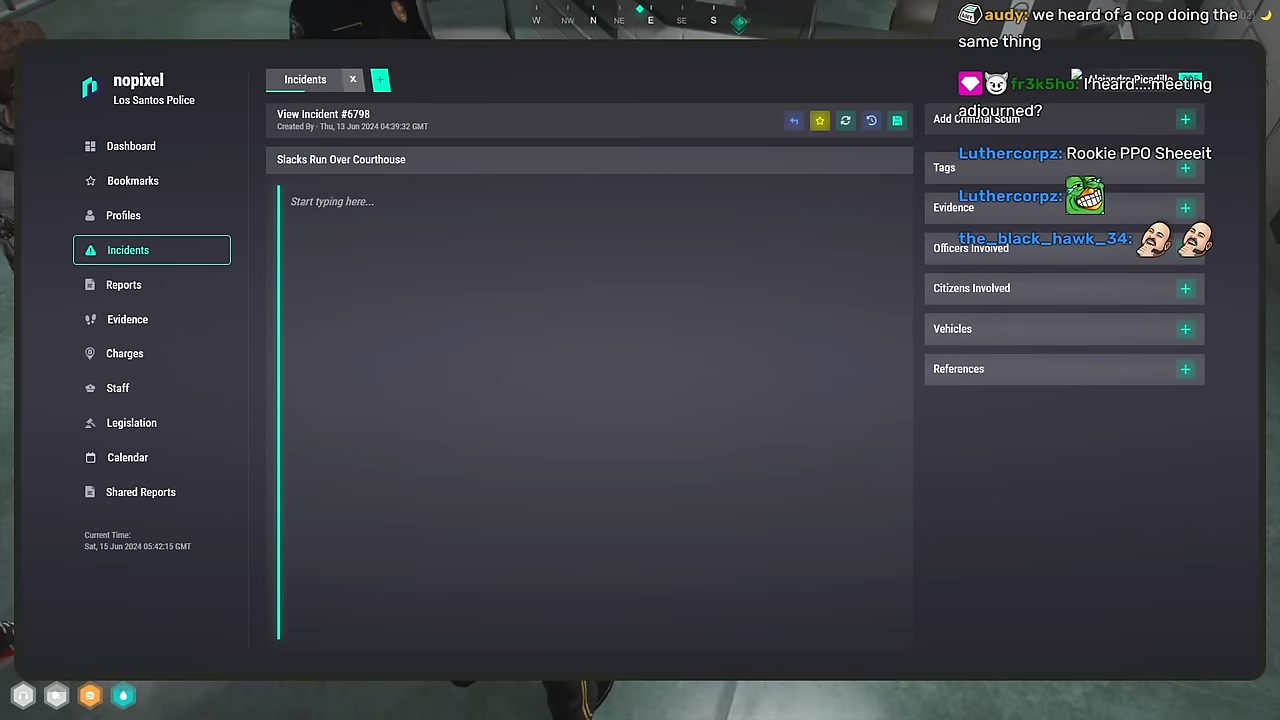 W NW N NE E SE S
audy: we heard of a cop doing the
same thing
fr3k5ho: I heard....meeting
adjourned?
Luthercorpz: Rookie PPO Sheeeit
Luthercorpz:
the_black_hawk_34:
nopixel
Los Santos Police
Dashboard
Bookmarks
Profiles
Incidents
Reports
Evidence
Charges
Staff
Legislation
Calendar
Shared Reports
Current Time:
Sat, 15 Jun 2024 05:42:15 GMT
Incidents x +
View Incident #6798
Created By - Thu, 13 Jun 2024 04:39:32 GMT
Slacks Run Over Courthouse
Start typing here...
Add Criminal Scum +
Tags +
Evidence +
Officers Involved
Citizens Involved +
Vehicles +
References +